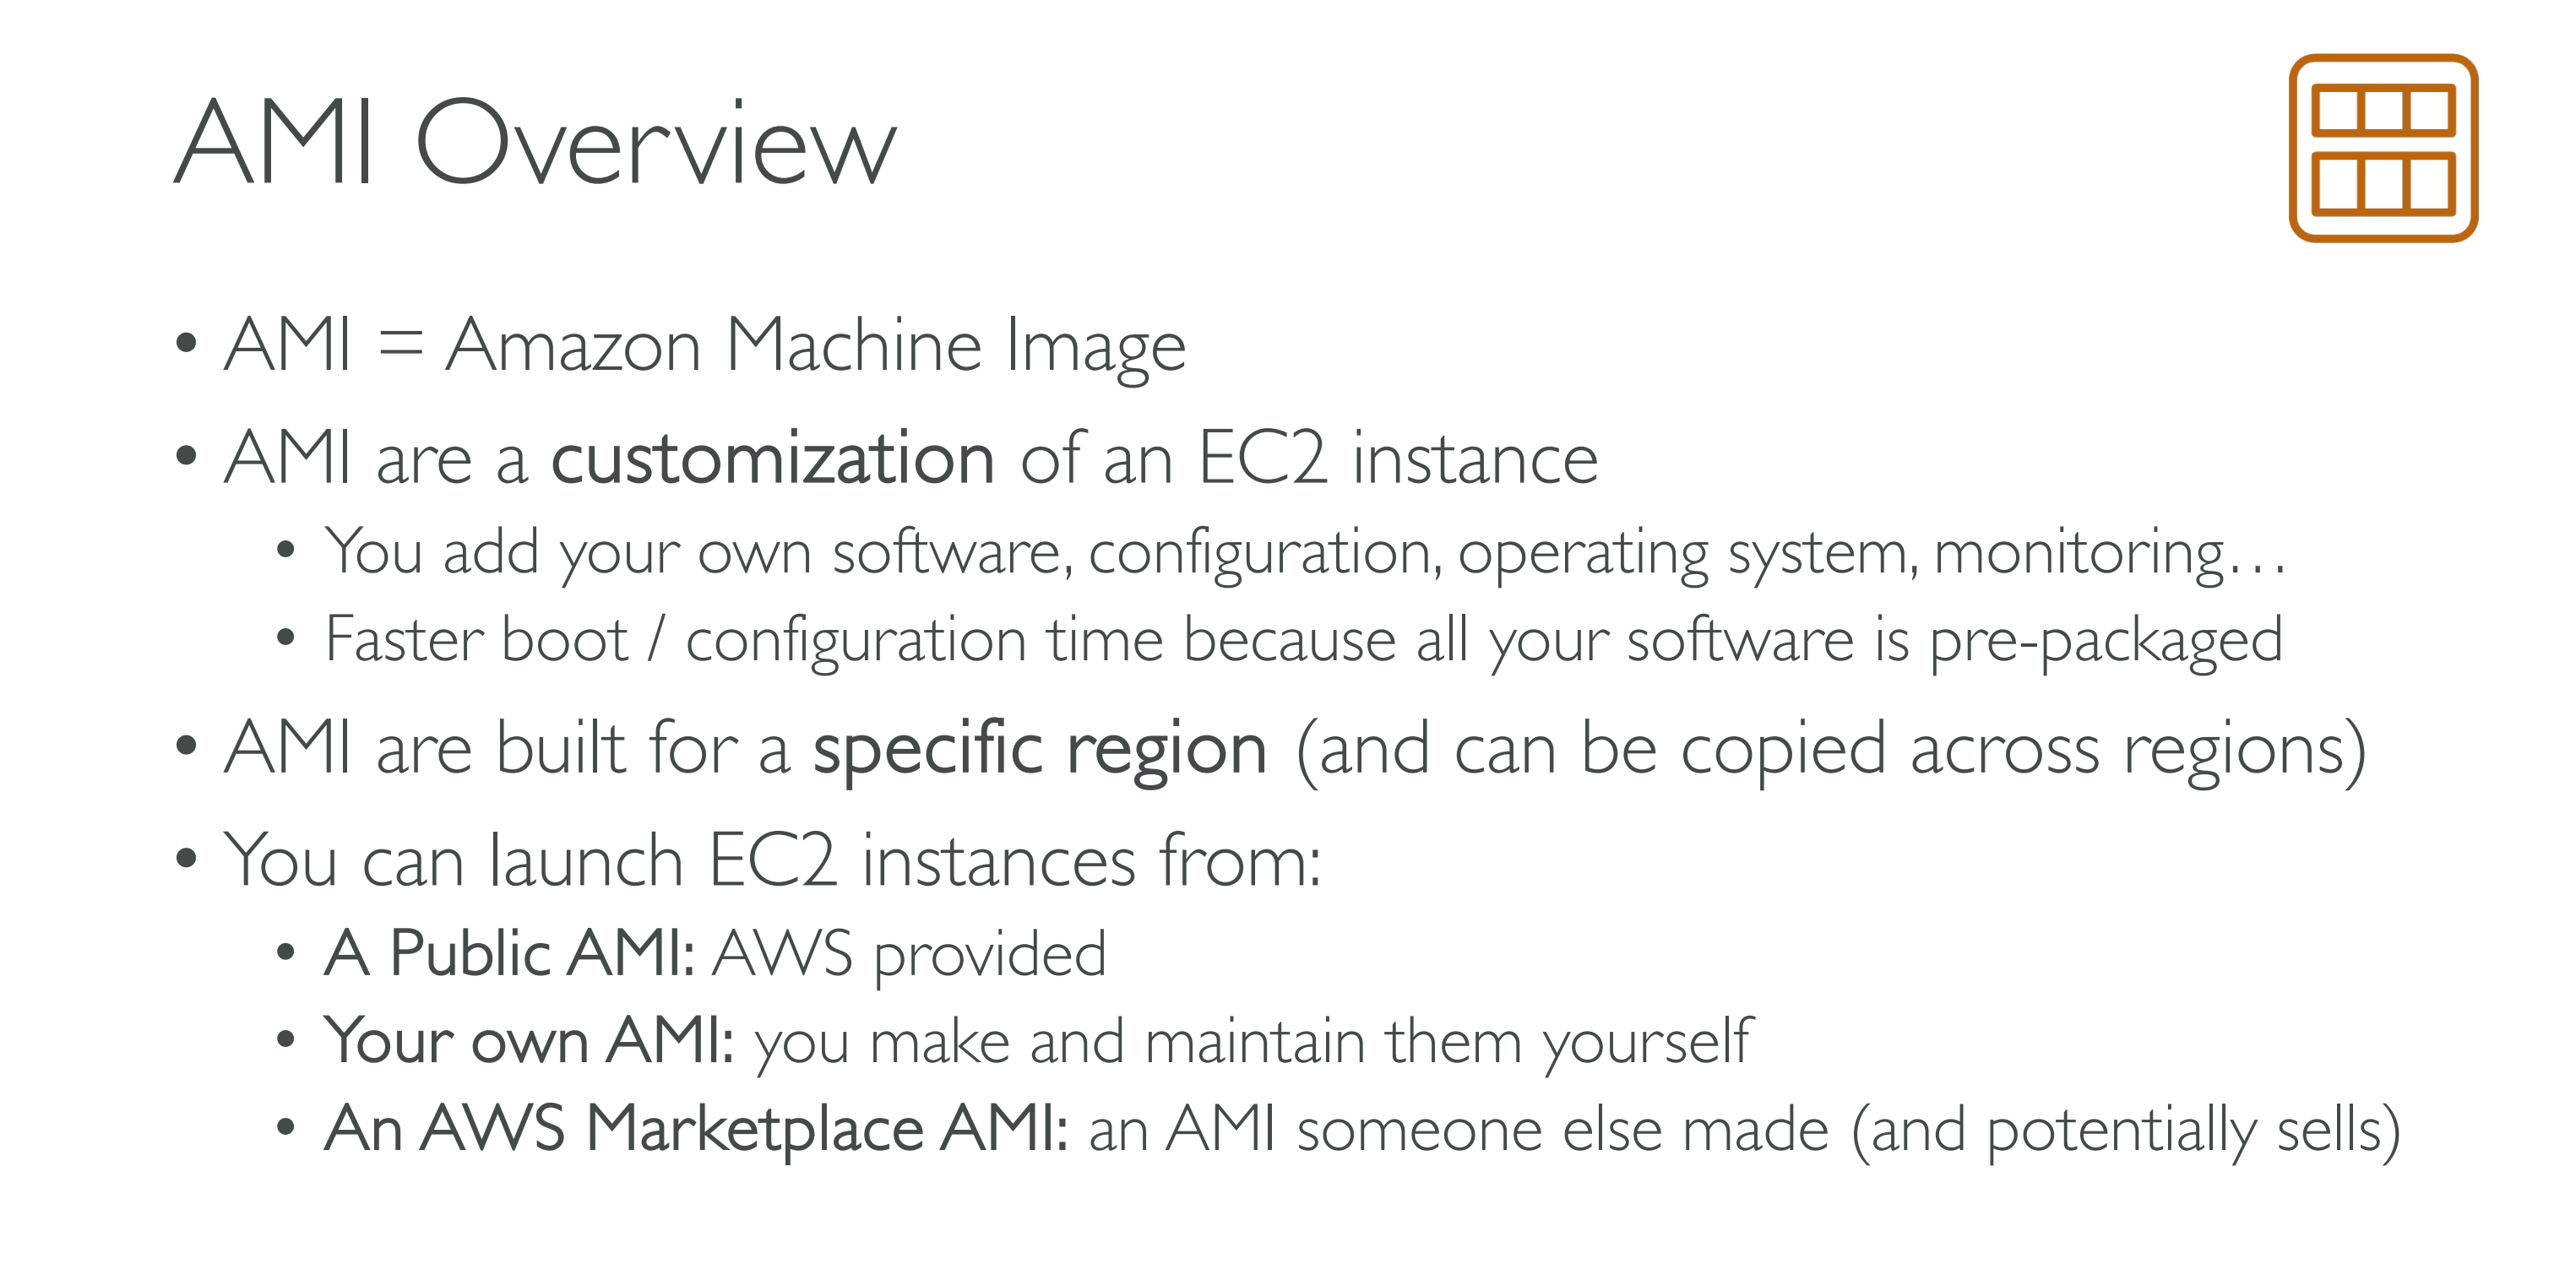 AMI Overview
• AMI = Amazon Machine Image
• AMI are a customization of an EC2 instance
• You add your own software, configuration, operating system, monitoring…
• Faster boot / configuration time because all your software is pre-packaged
• AMI are built for a specific region (and can be copied across regions)
• You can launch EC2 instances from:
• A Public AMI: AWS provided
• Your own AMI: you make and maintain them yourself
• An AWS Marketplace AMI: an AMI someone else made (and potentially sells)